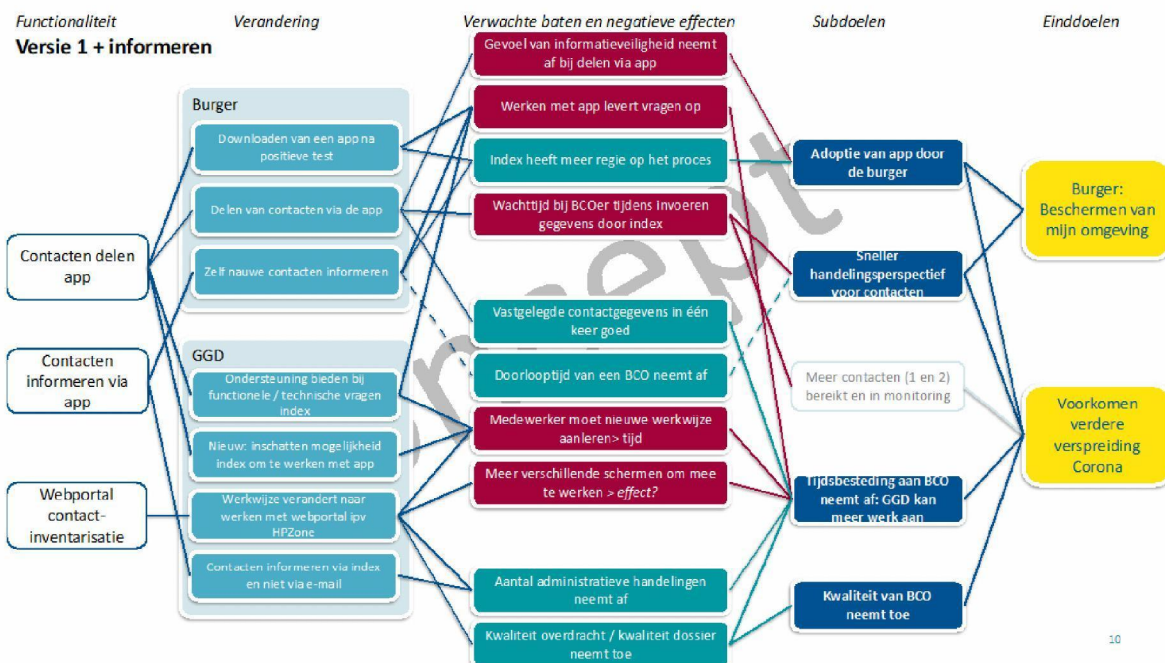 Functionaliteit
Verandering
Verwachte baten en negatieve effecten
Subdoelen
Einddoelen
Versie 1 + informeren
Contacten delen
app
Contacten
informeren via
app
Webportal
contact-
inventarisatie
Burger
Downloaden van een app na
positieve test
Delen van contacten via de app
Zelf nauwe contacten informeren
GGD
Ondersteuning bieden bij
functionele / technische vragen
index
Nieuw: inschatten mogelijkheid
index om te werken met app
Werkwijze verandert naar
werken met webportal ipv
HPZone
Contacten informeren via index
en niet via e-mail
Gevoel van informatieveiligheid neemt
af bij delen via app
Werken met app levert vragen op
Index heeft meer regie op het proces
Wachttijd bij BCOer tijdens invoeren
gegevens door index
Vastgelegde contactgegevens in één
keer goed
Doorlooptijd van een BCO neemt af
Medewerker moet nieuwe werkwijze
aanleren> tijd
Meer verschillende schermen om mee
te werken > effect?
Aantal administratieve handelingen
neemt af
Kwaliteit overdracht / kwaliteit dossier
neemt toe
Adoptie van app door
de burger
Sneller
handelingsperspectief
voor contacten
Meer contacten (1 en 2)
bereikt en in monitoring
Tijdsbesteding aan BCO
neemt af: GGD kan
meer werk aan
Kwaliteit van BCO
neemt toe
Burger:
Beschermen van
mijn omgeving
Voorkomen
verdere
verspreiding
Corona
Concept
10